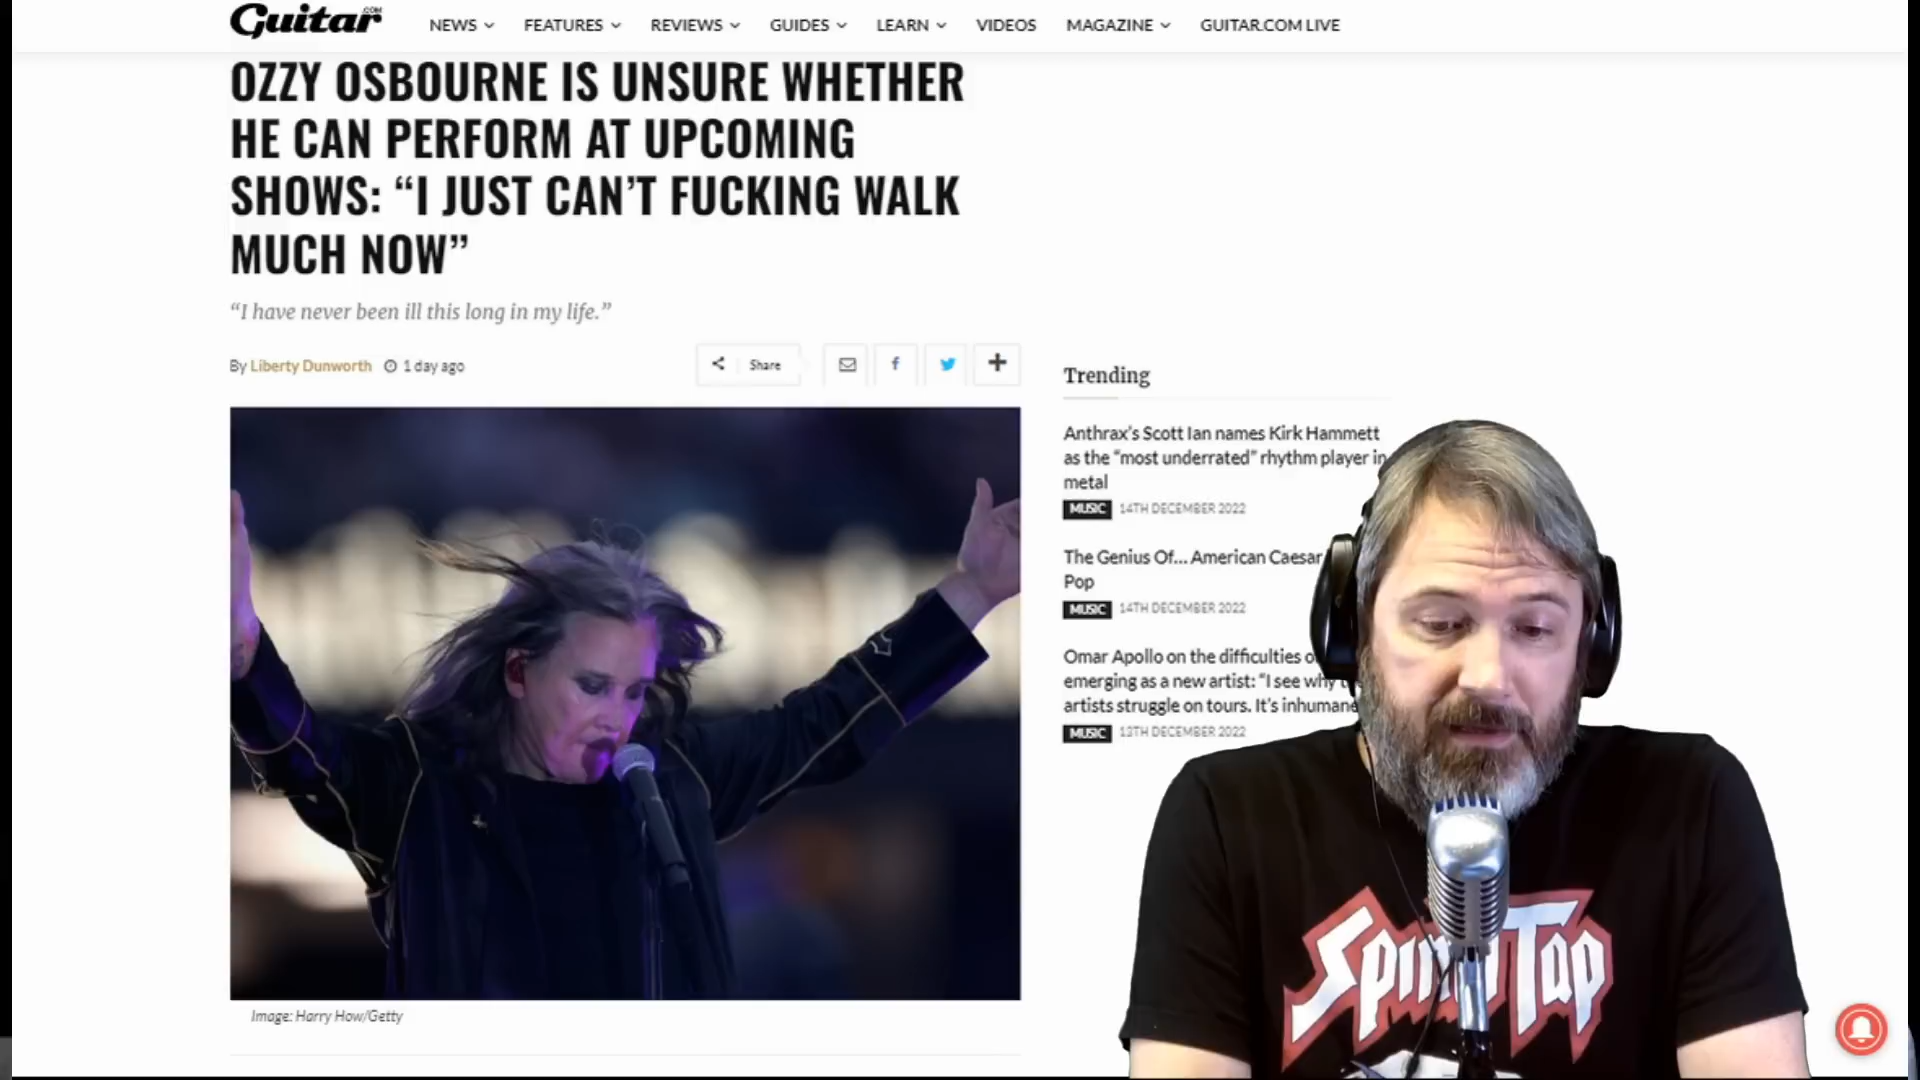 Guitar.COM
NEWS FEATURES REVIEWS GUIDES LEARN VIDEOS MAGAZINE GUITAR.COM LIVE
OZZY OSBOURNE IS UNSURE WHETHER
HE CAN PERFORM AT UPCOMING
SHOWS: “I JUST CAN’T FUCKING WALK
MUCH NOW”
“I have never been ill this long in my life.”
By Liberty Dunworth 1 day ago
Share
Image: Harry How/Getty
Trending
Anthrax’s Scott Ian names Kirk Hammett
as the “most underrated” rhythm player in
metal
MUSIC 14TH DECEMBER 2022
The Genius Of... American Caesar
Pop
MUSIC 14TH DECEMBER 2022
Omar Apollo on the difficulties
emerging as a new artist: “I see why
artists struggle on tours. It’s inhumane
MUSIC 13TH DECEMBER 2022
Tap